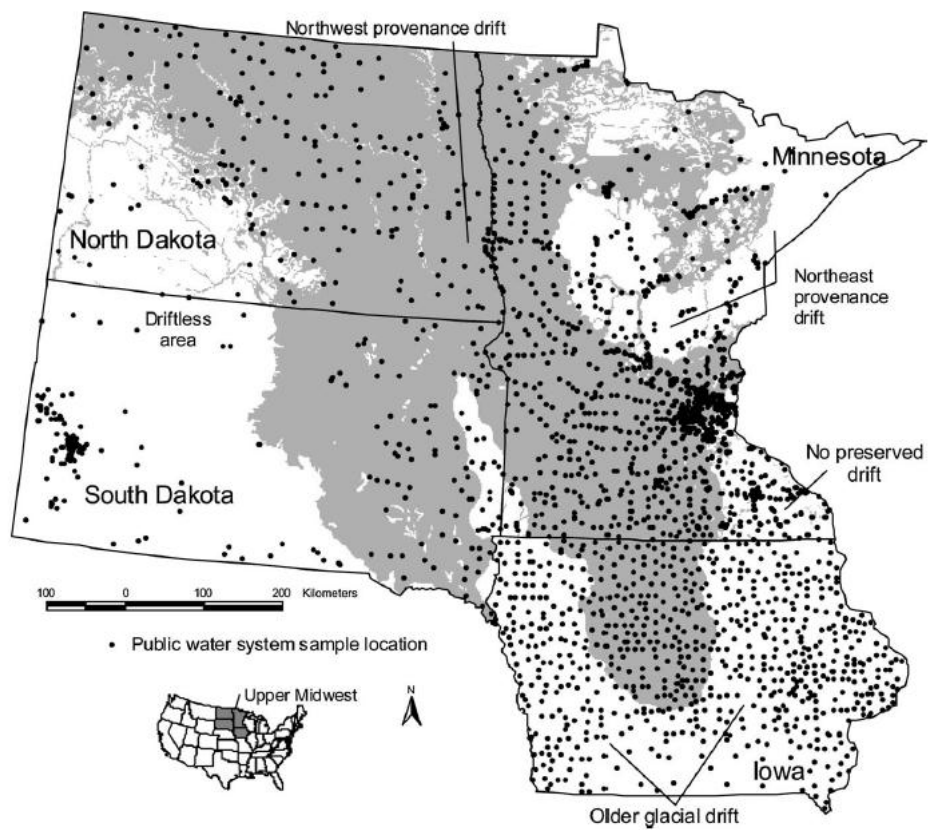 Northwest provenance drift
Minnesota
North Dakota
Northeast
provenance
drift
Driftless
area
No preserved
drift
South Dakota
100 0 100 200 Kilometers
• Public water system sample location
Upper Midwest
N
Iowa
Older glacial drift